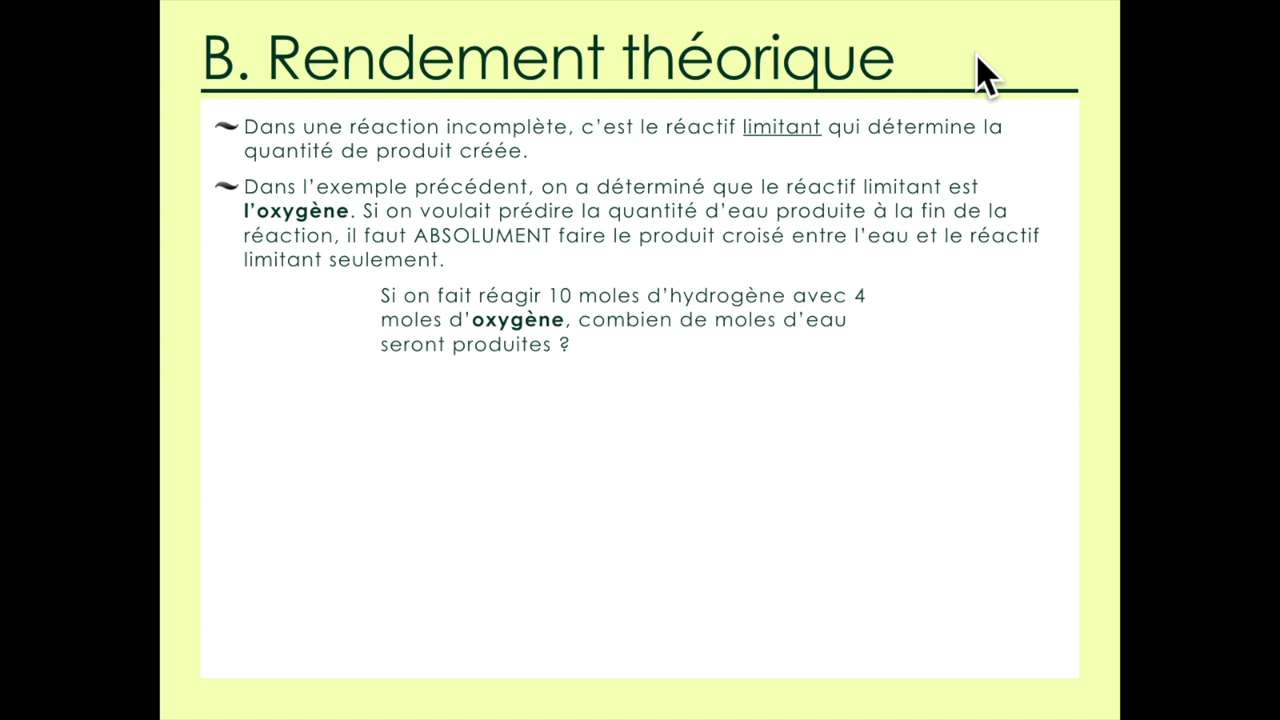 B. Rendement théorique
Dans une réaction incomplète, c’est le réactif limitant qui détermine la
quantité de produit créée.
Dans l’exemple précédent, on a déterminé que le réactif limitant est
l’oxygène. Si on voulait prédire la quantité d’eau produite à la fin de la
réaction, il faut ABSOLUMENT faire le produit croisé entre l’eau et le réactif
limitant seulement.
Si on fait réagir 10 moles d’hydrogène avec 4
moles d’oxygène, combien de moles d’eau
seront produites ?